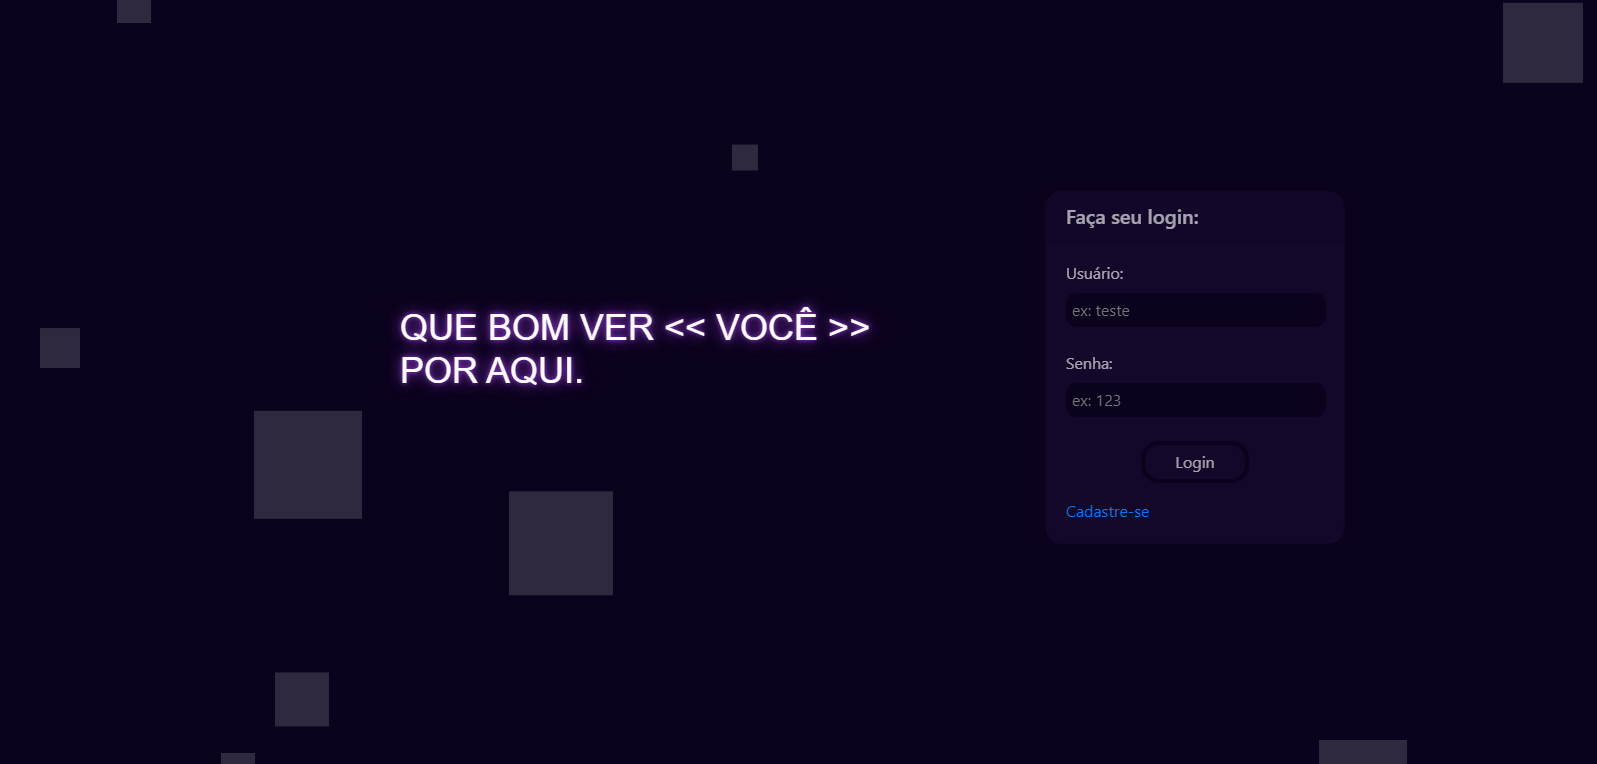 QUE BOM VER << VOCÊ >>
POR AQUI.
Faça seu login:
Usuário:
ex: teste
Senha:
ex: 123
Login
Cadastre-se